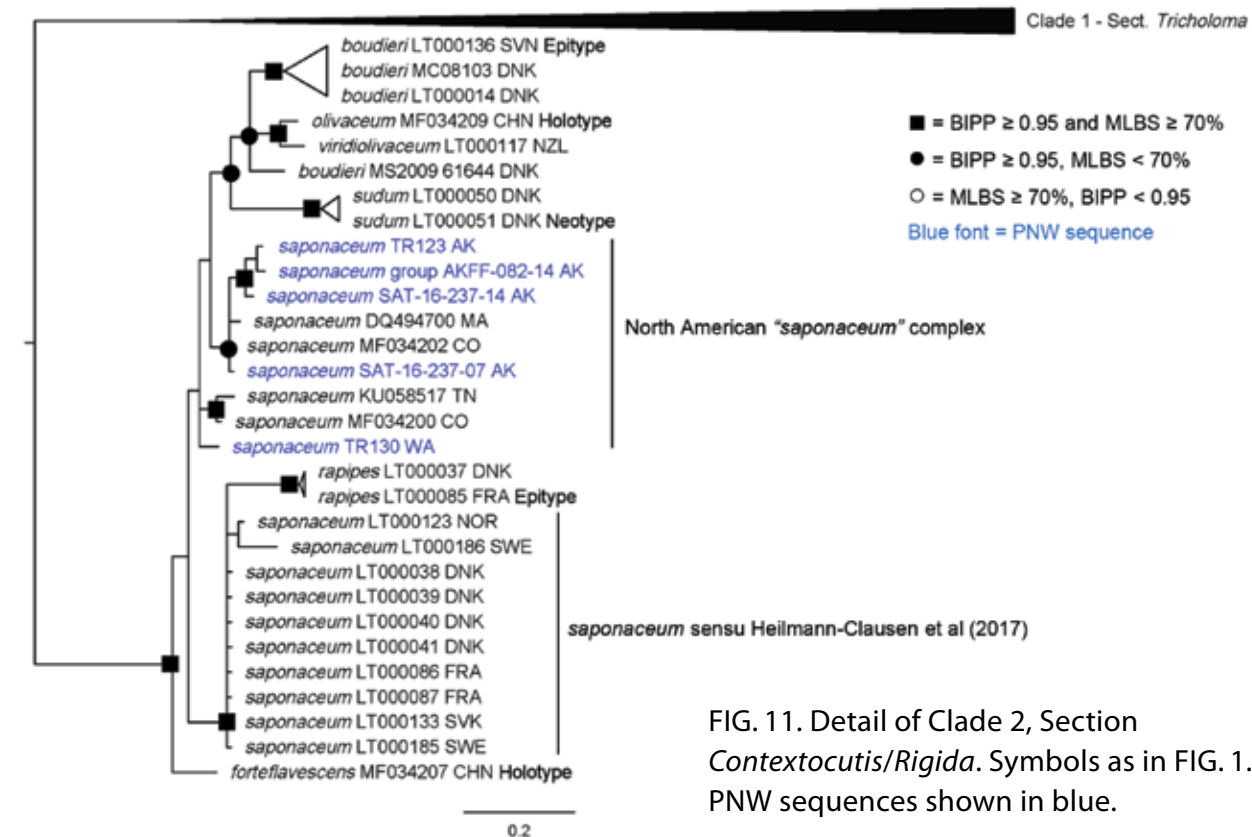 Clade 1 - Sect. Tricholoma
boudieri LT000136 SVN Epitype
boudieri MC08103 DNK
boudieri LT000014 DNK
olivaceum MF034209 CHN Holotype
viridiolivaceum LT000117 NZL
boudieri MS2009 61644 DNK
sudum LT000050 DNK
sudum LT000051 DNK Neotype
■ = BIPP ≥ 0.95 and MLBS ≥ 70%
● = BIPP ≥ 0.95, MLBS < 70%
○ = MLBS ≥ 70%, BIPP < 0.95
Blue font = PNW sequence
saponaceum TR123 AK
saponaceum group AKFF-082-14 AK
saponaceum SAT-16-237-14 AK
saponaceum DQ494700 MA
saponaceum MF034202 CO
saponaceum SAT-16-237-07 AK
saponaceum KU058517 TN
saponaceum MF034200 CO
saponaceum TR130 WA
North American "saponaceum" complex
rapipes LT000037 DNK
rapipes LT000085 FRA Epitype
saponaceum LT000123 NOR
saponaceum LT000186 SWE
saponaceum LT000038 DNK
saponaceum LT000039 DNK
saponaceum LT000040 DNK
saponaceum LT000041 DNK
saponaceum LT000086 FRA
saponaceum LT000087 FRA
saponaceum LT000133 SVK
saponaceum LT000185 SWE
saponaceum sensu Heilmann-Clausen et al (2017)
forteflavescens MF034207 CHN Holotype
0.2
FIG. 11. Detail of Clade 2, Section
Contextocutis/Rigida. Symbols as in FIG. 1.
PNW sequences shown in blue.